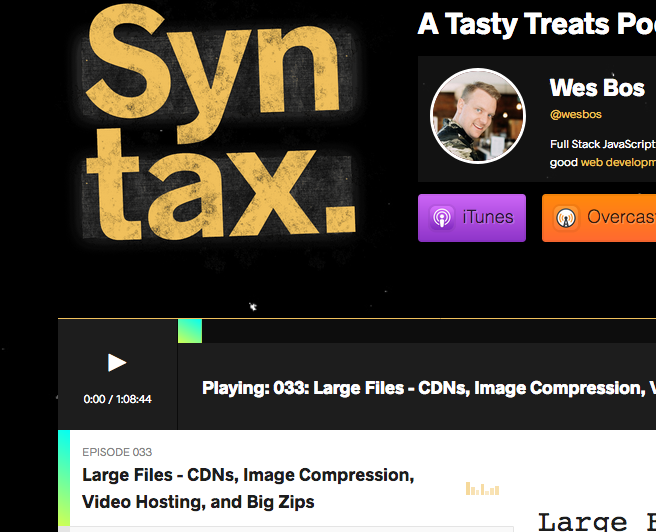 Syn
tax.
A Tasty Treats Po
Wes Bos
@wesbos
Full Stack JavaScript
good web developm
iTunes
Overcas
0:00 / 1:08:44
Playing: 033: Large Files - CDNs, Image Compression, V
EPISODE 033
Large Files - CDNs, Image Compression,
Video Hosting, and Big Zips
Large F